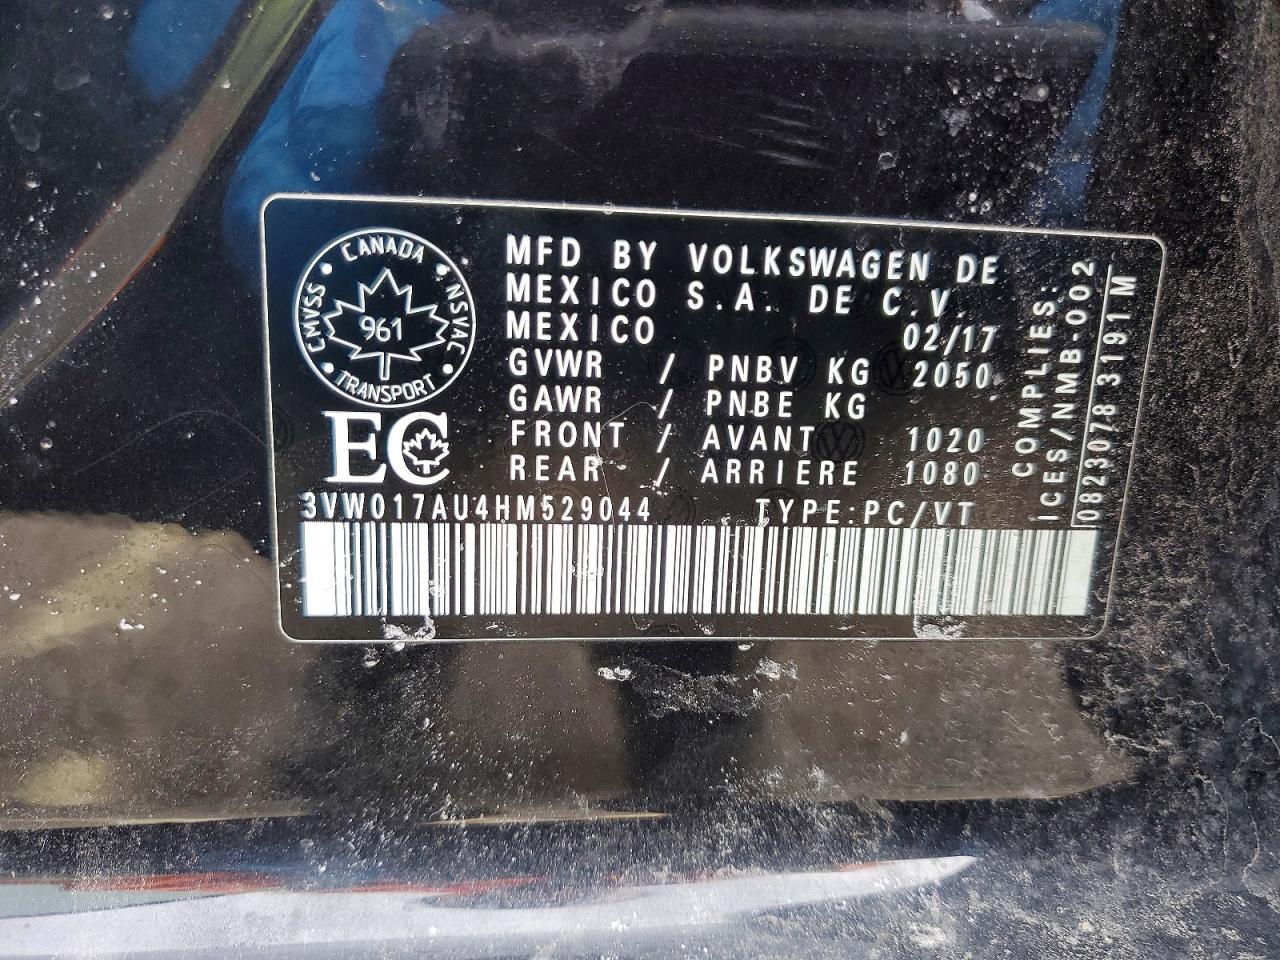 CANADA
CMVSS • NSVAC
961
TRANSPORT
EC
MFD BY VOLKSWAGEN DE
MEXICO S.A. DE C.V.
MEXICO 02/17
GVWR / PNBV KG 2050
GAWR / PNBE KG
FRONT / AVANT 1020
REAR / ARRIERE 1080
3VW017AU4HM529044 TYPE:PC/VT
COMPLIES:
ICES/NMB-002
0823078 3191M